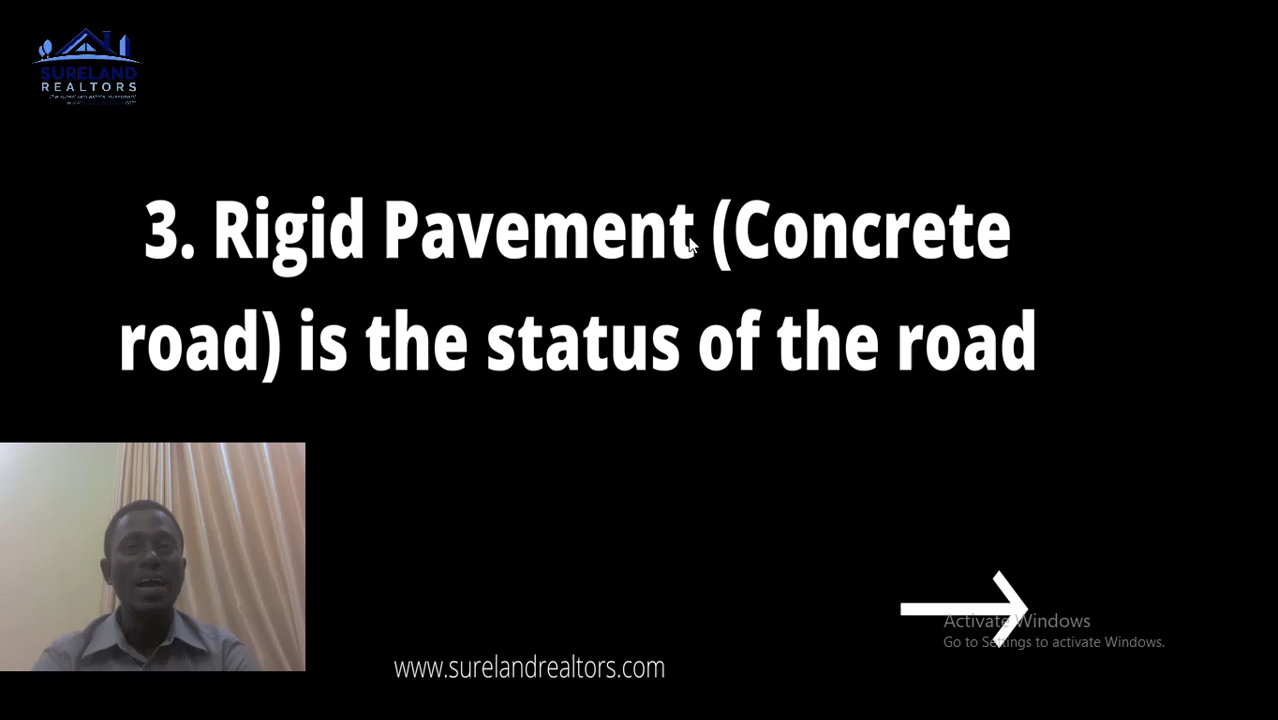 SURELAND
REALTORS
3. Rigid Pavement (Concrete
road) is the status of the road
Activate Windows
Go to Settings to activate Windows.
www.surelandrealtors.com